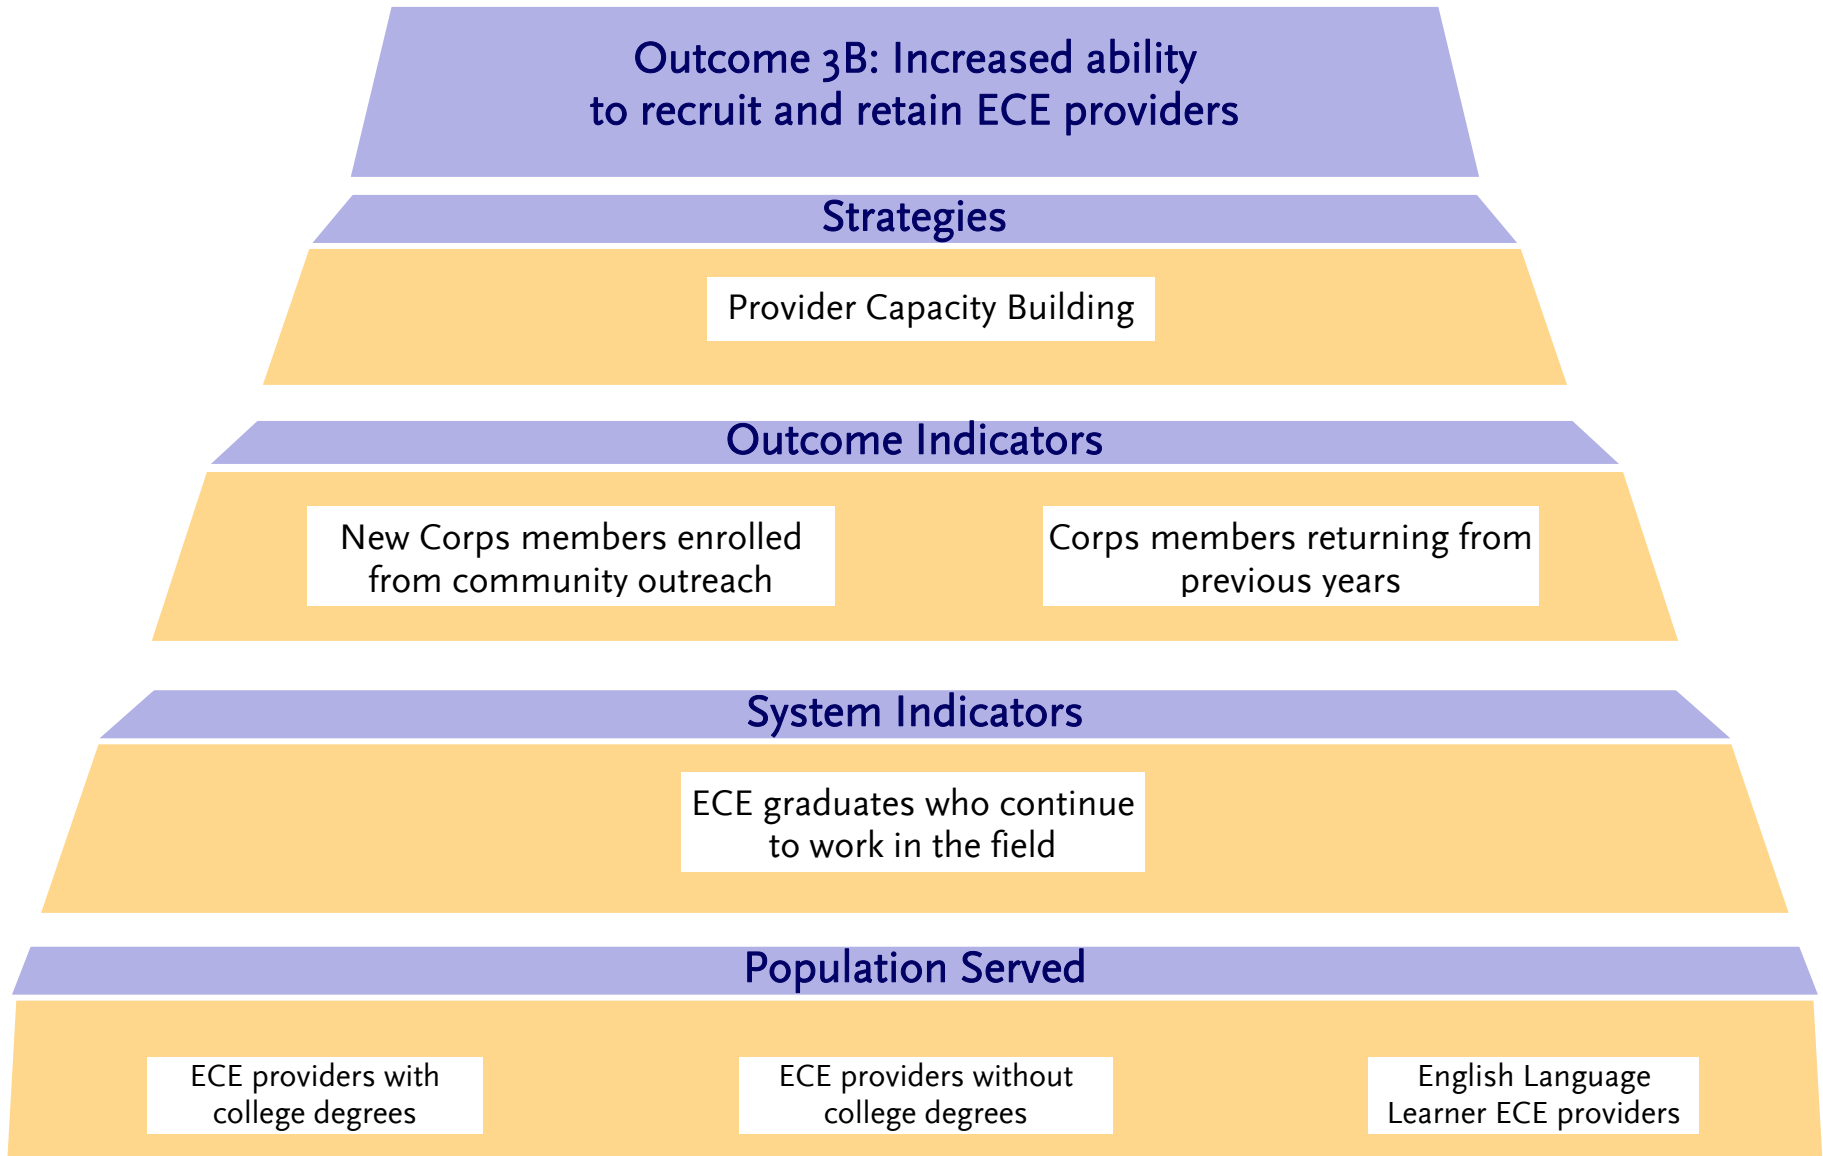 Outcome 3B: Increased ability
to recruit and retain ECE providers
Strategies
Provider Capacity Building
Outcome Indicators
New Corps members enrolled
from community outreach
Corps members returning from
previous years
System Indicators
ECE graduates who continue
to work in the field
Population Served
ECE providers with
college degrees
ECE providers without
college degrees
English Language
Learner ECE providers